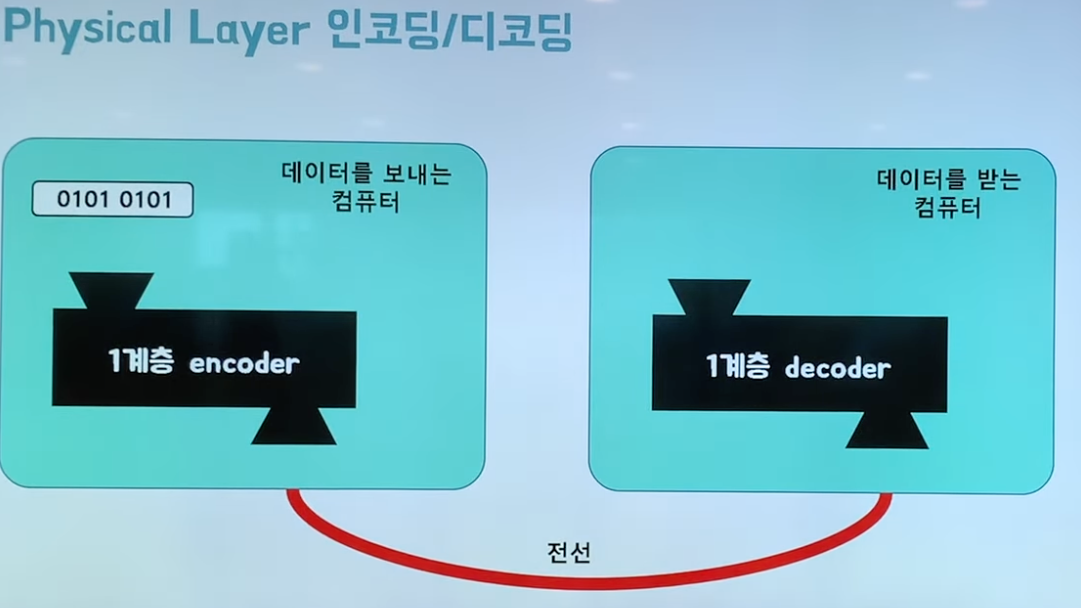 Physical Layer 인코딩/디코딩
0101 0101
데이터를 보내는
컴퓨터
1계층 encoder
데이터를 받는
컴퓨터
1계층 decoder
전선